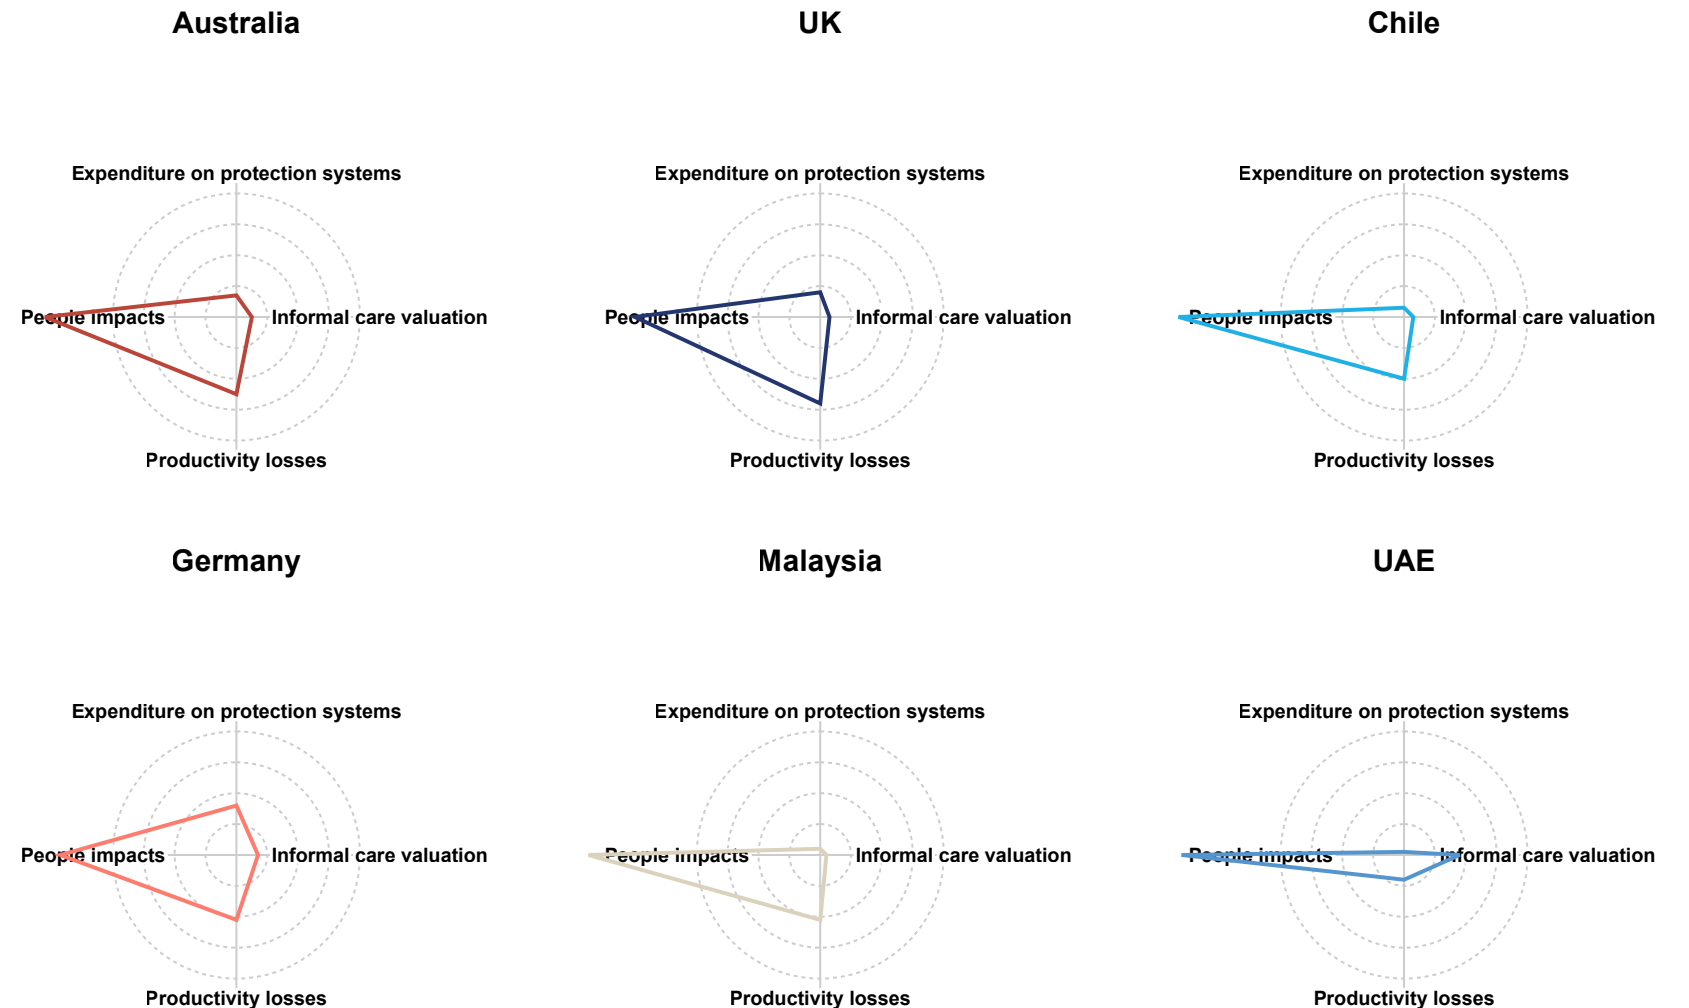 Australia
UK
Chile
Expenditure on protection systems
Expenditure on protection systems
Expenditure on protection systems
People impacts
Informal care valuation
People impacts
Informal care valuation
People impacts
Informal care valuation
Productivity losses
Productivity losses
Productivity losses
Germany
Malaysia
UAE
Expenditure on protection systems
Expenditure on protection systems
Expenditure on protection systems
People impacts
Informal care valuation
People impacts
Informal care valuation
People impacts
Informal care valuation
Productivity losses
Productivity losses
Productivity losses